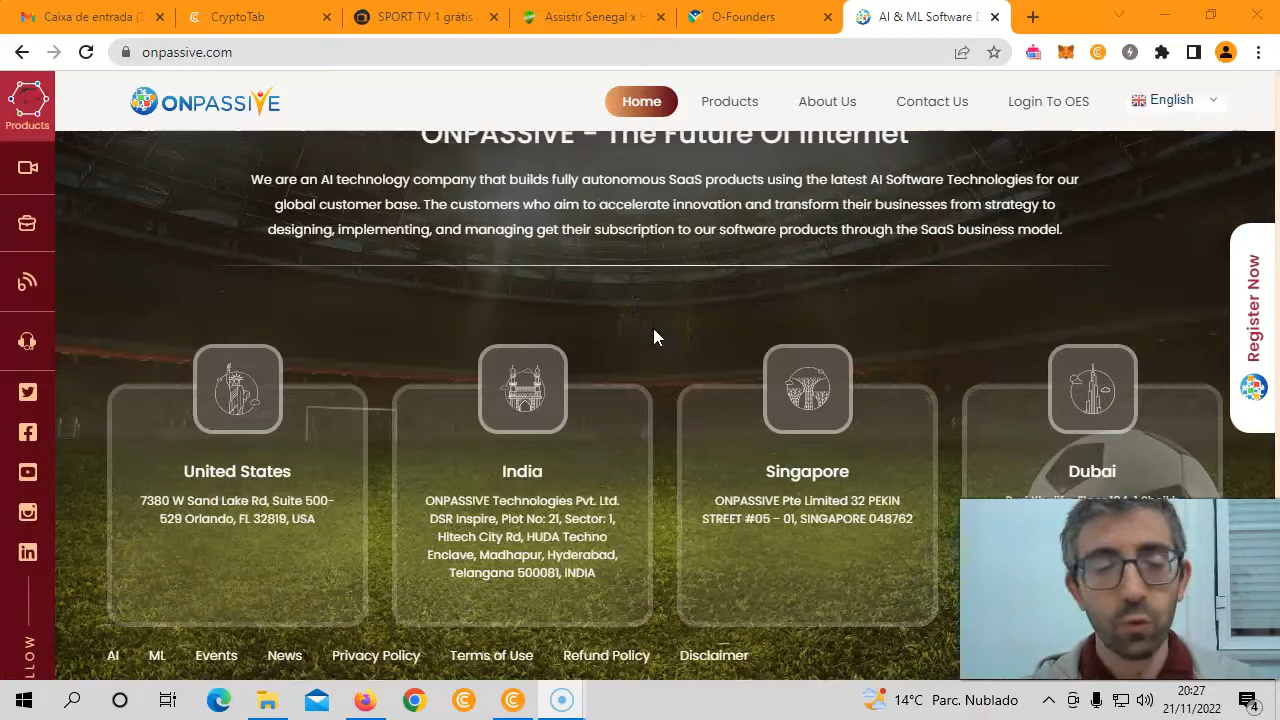 Caixa de entrada (2
CryptoTab
SPORT TV 1 grátis
Assistir Senegal x H
O-Founders
AI & ML Software D
onpassive.com
Products
ONPASSIVE
Home
Products
About Us
Contact Us
Login To OES
English
ONPASSIVE - The Future Of Internet
We are an AI technology company that builds fully autonomous SaaS products using the latest AI Software Technologies for our
global customer base. The customers who aim to accelerate innovation and transform their businesses from strategy to
designing, implementing, and managing get their subscription to our software products through the SaaS business model.
Register Now
United States
7380 W Sand Lake Rd, Suite 500-
529 Orlando, FL 32819, USA
India
ONPASSIVE Technologies Pvt. Ltd.
DSR Inspire, Plot No: 21, Sector: 1,
Hitech City Rd, HUDA Techno
Enclave, Madhapur, Hyderabad,
Telangana 500081, INDIA
Singapore
ONPASSIVE Pte Limited 32 PEKIN
STREET #05 - 01, SINGAPORE 048762
Dubai
LLOW
AI
ML
Events
News
Privacy Policy
Terms of Use
Refund Policy
Disclaimer
14°C Parc. Nublado
20:27
21/11/2022
4